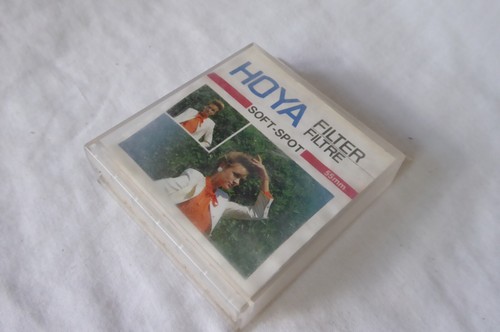 HOYA
FILTER
FILTRE
SOFT-SPOT
55mm